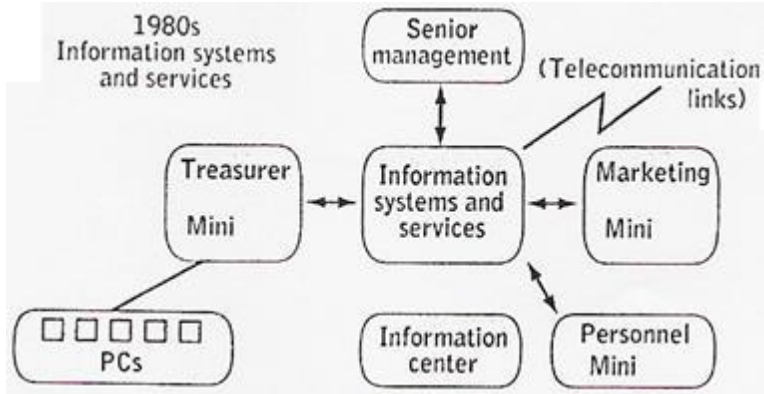 1980s
Information systems
and services
Senior
management
(Telecommunication
links)
Treasurer
Mini
Information
systems and
services
Marketing
Mini
PCs
Information
center
Personnel
Mini